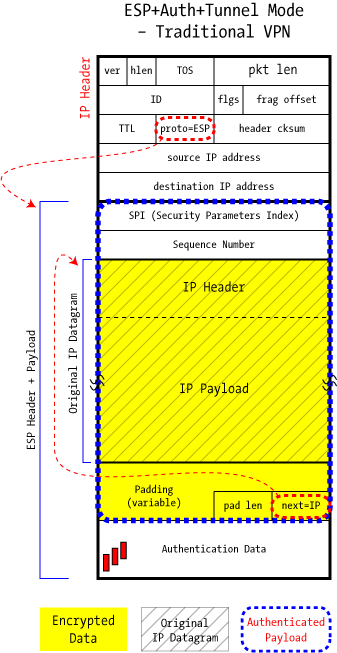 ESP+Auth+Tunnel Mode
– Traditional VPN
IP Header
ver hlen TOS pkt len
ID flgs frag offset
TTL proto=ESP header cksum
source IP address
destination IP address
SPI (Security Parameters Index)
Sequence Number
ESP Header + Payload
Original IP Datagram
IP Header
IP Payload
Padding
(variable)
pad len next=IP
Authentication Data
Encrypted
Data
Original
IP Datagram
Authenticated
Payload